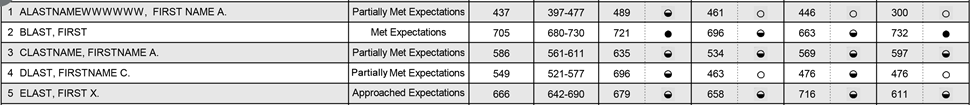 1 ALASTNAMEWWWWWWW, FIRST NAME A. Partially Met Expectations 437 397-477 489 461 446 300
2 BLAST, FIRST Met Expectations 705 680-730 721 696 663 732
3 CLASTNAME, FIRSTNAME A. Partially Met Expectations 586 561-611 635 534 569 597
4 DLAST, FIRSTNAME C. Partially Met Expectations 549 521-577 696 463 476 476
5 ELAST, FIRST X. Approached Expectations 666 642-690 679 658 716 611